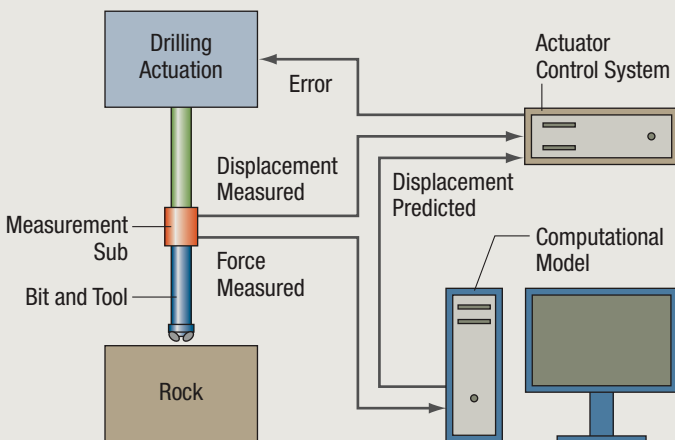 Drilling
Actuation
Error
Actuator
Control System
Displacement
Measured
Displacement
Predicted
Measurement
Sub
Force
Measured
Computational
Model
Bit and Tool
Rock